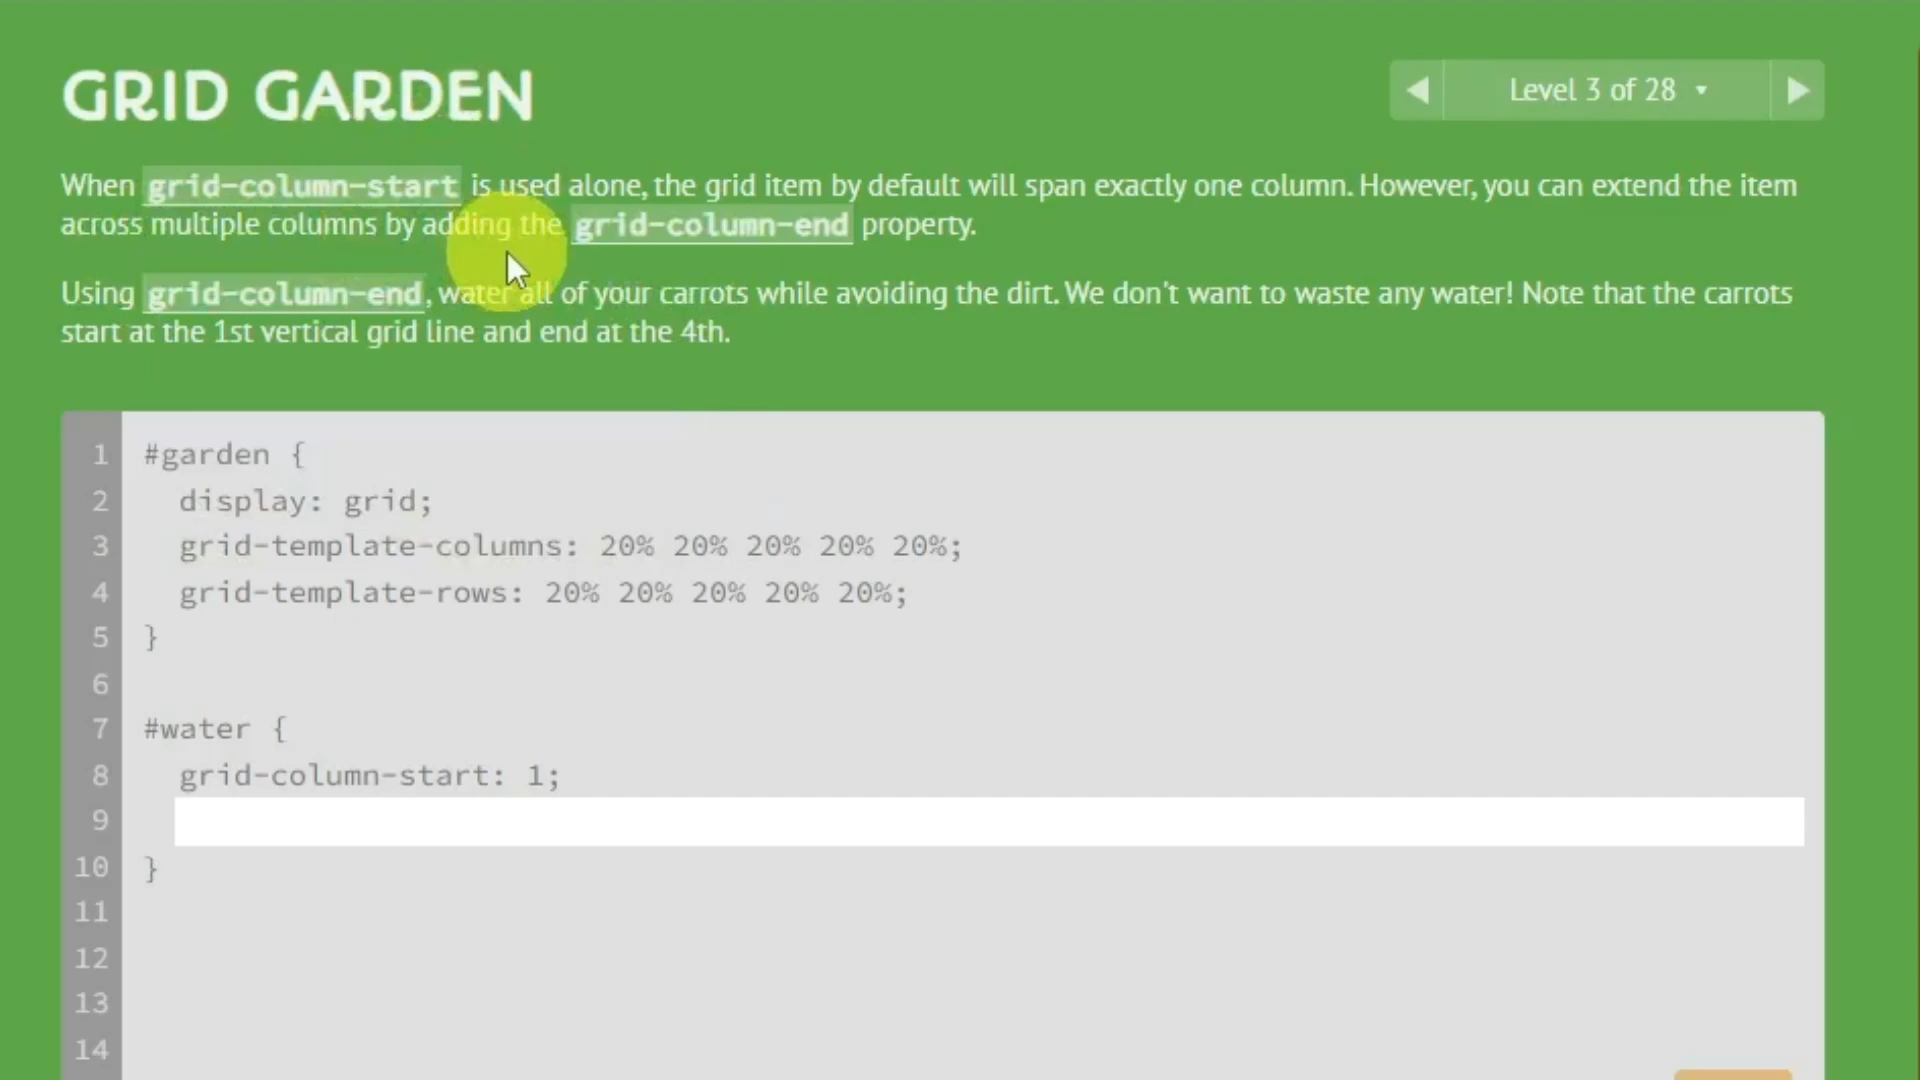 GRID GARDEN
Level 3 of 28
When grid-column-start is used alone, the grid item by default will span exactly one column. However, you can extend the item
across multiple columns by adding the grid-column-end property.
Using grid-column-end, water all of your carrots while avoiding the dirt. We don't want to waste any water! Note that the carrots
start at the 1st vertical grid line and end at the 4th.
1 #garden {
2 display: grid;
3 grid-template-columns: 20% 20% 20% 20% 20%;
4 grid-template-rows: 20% 20% 20% 20% 20%;
5 }
6
7 #water {
8 grid-column-start: 1;
9
10 }
11
12
13
14